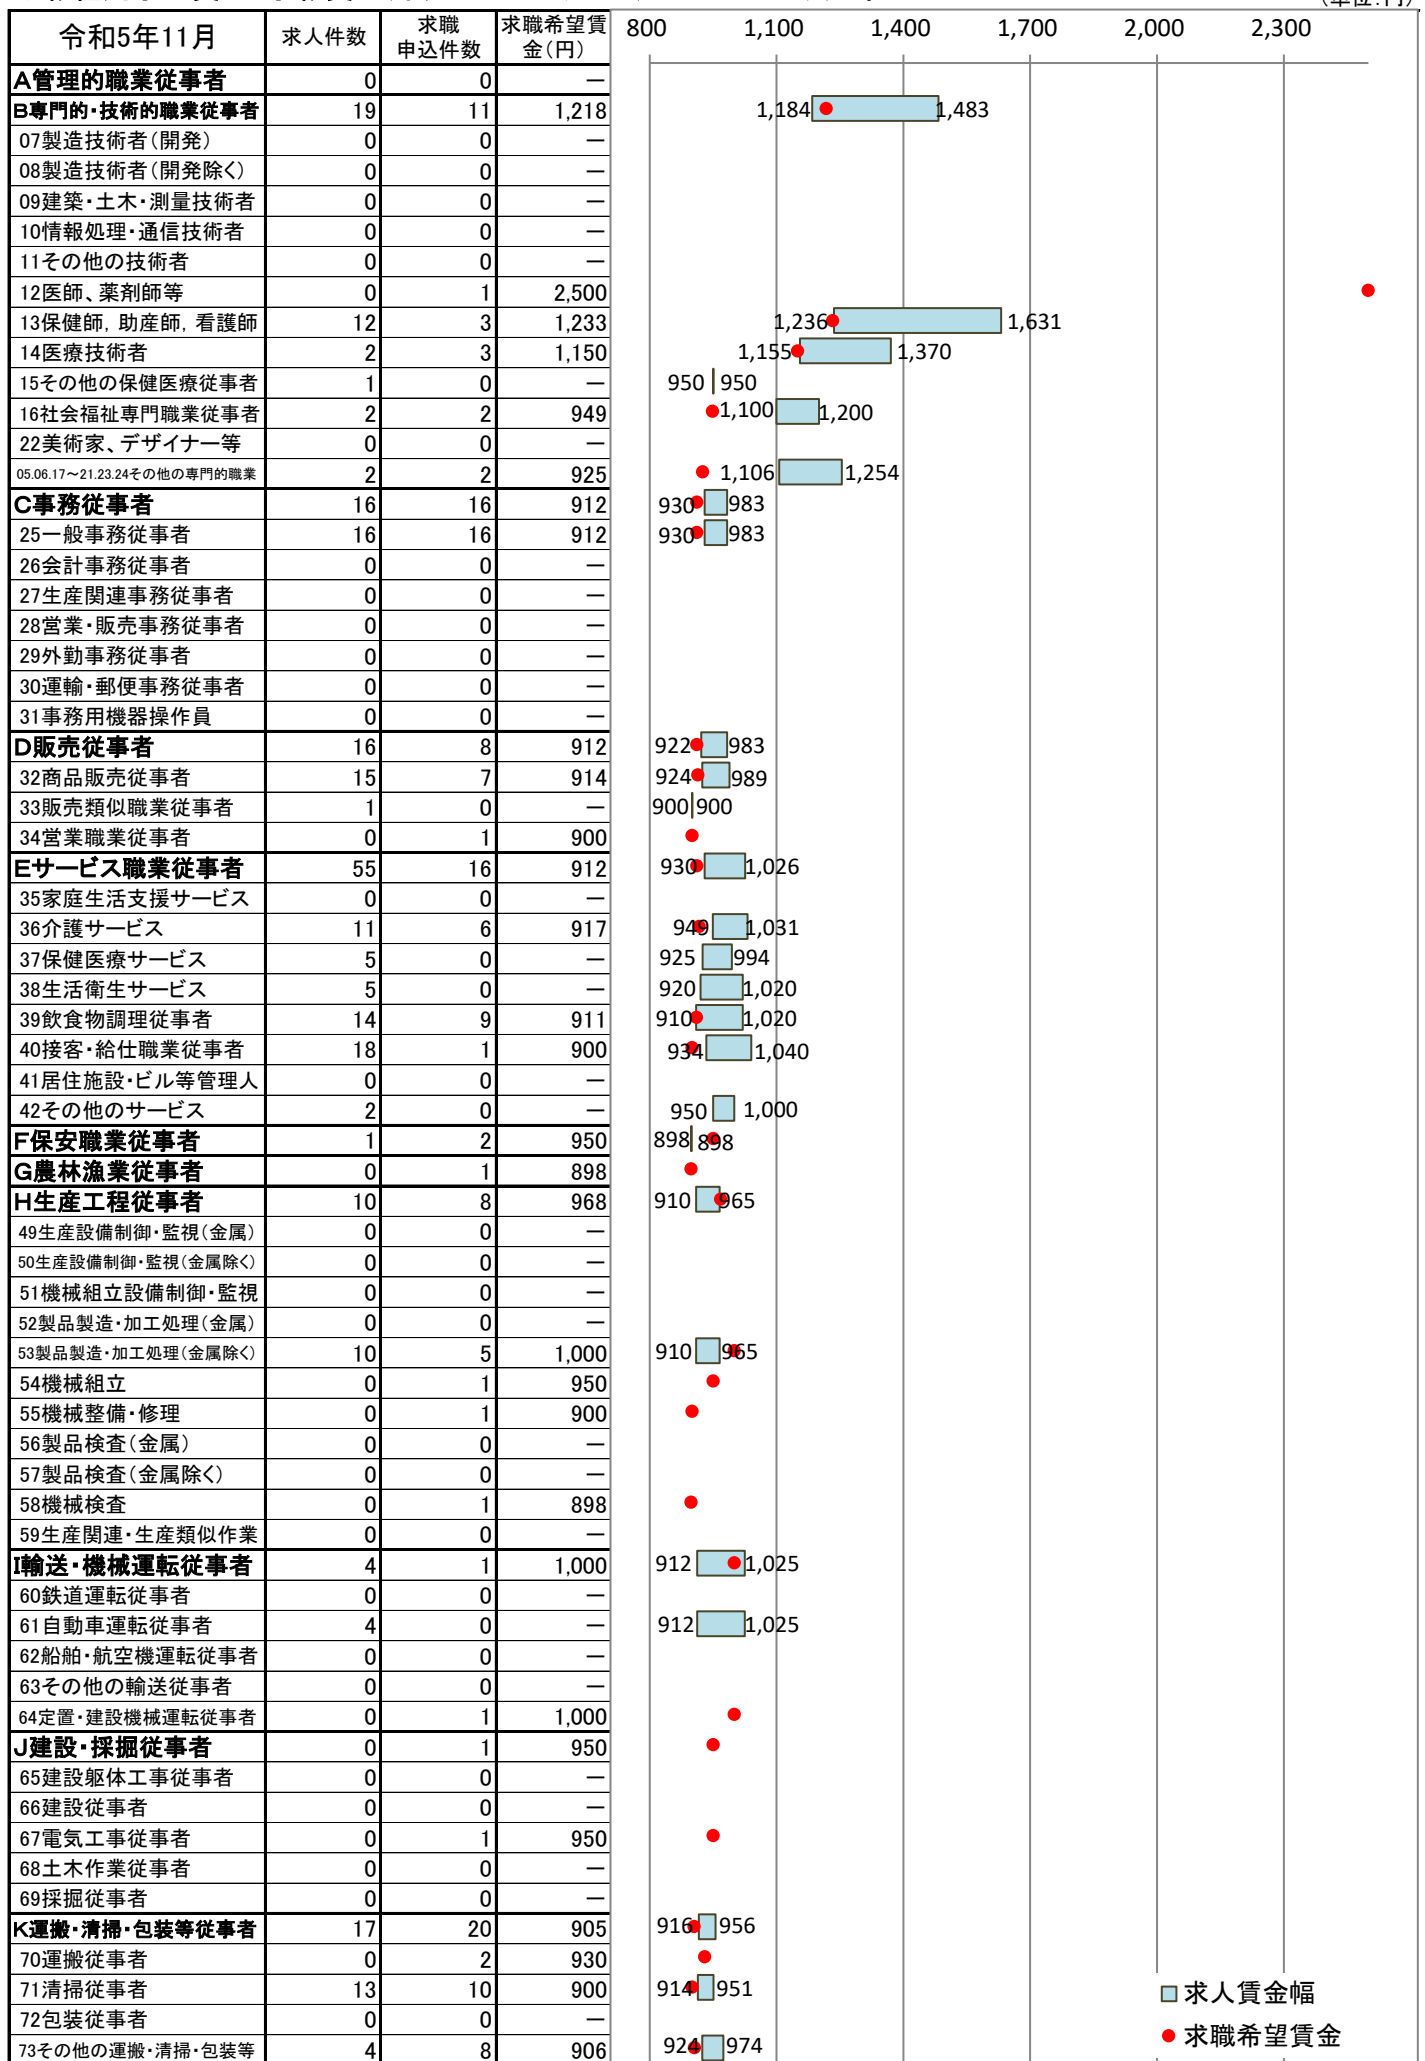 (単位:円)
令和5年11月 求人件数 求職申込件数 求職希望賃金(円) 800 1,100 1,400 1,700 2,000 2,300
A管理的職業従事者 0 0 ―
B専門的・技術的職業従事者 19 11 1,218 1,184 1,483
07製造技術者(開発) 0 0 ―
08製造技術者(開発除く) 0 0 ―
09建築・土木・測量技術者 0 0 ―
10情報処理・通信技術者 0 0 ―
11その他の技術者 0 0 ―
12医師、薬剤師等 0 1 2,500
13保健師，助産師，看護師 12 3 1,233 1,236 1,631
14医療技術者 2 3 1,150 1,155 1,370
15その他の保健医療従事者 1 0 ― 950 950
16社会福祉専門職業従事者 2 2 949 1,100 1,200
22美術家、デザイナー等 0 0 ―
05.06.17～21.23.24その他の専門的職業 2 2 925 1,106 1,254
C事務従事者 16 16 912 930 983
25一般事務従事者 16 16 912 930 983
26会計事務従事者 0 0 ―
27生産関連事務従事者 0 0 ―
28営業・販売事務従事者 0 0 ―
29外勤事務従事者 0 0 ―
30運輸・郵便事務従事者 0 0 ―
31事務用機器操作員 0 0 ―
D販売従事者 16 8 912 922 983
32商品販売従事者 15 7 914 924 989
33販売類似職業従事者 1 0 ― 900 900
34営業職業従事者 0 1 900
Eサービス職業従事者 55 16 912 930 1,026
35家庭生活支援サービス 0 0 ―
36介護サービス 11 6 917 949 1,031
37保健医療サービス 5 0 ― 925 994
38生活衛生サービス 5 0 ― 920 1,020
39飲食物調理従事者 14 9 911 910 1,020
40接客・給仕職業従事者 18 1 900 934 1,040
41居住施設・ビル等管理人 0 0 ―
42その他のサービス 2 0 ― 950 1,000
F保安職業従事者 1 2 950 898 898
G農林漁業従事者 0 1 898
H生産工程従事者 10 8 968 910 965
49生産設備制御・監視(金属) 0 0 ―
50生産設備制御・監視(金属除く) 0 0 ―
51機械組立設備制御・監視 0 0 ―
52製品製造・加工処理(金属) 0 0 ―
53製品製造・加工処理(金属除く) 10 5 1,000 910 965
54機械組立 0 1 950
55機械整備・修理 0 1 900
56製品検査(金属) 0 0 ―
57製品検査(金属除く) 0 0 ―
58機械検査 0 1 898
59生産関連・生産類似作業 0 0 ―
I輸送・機械運転従事者 4 1 1,000 912 1,025
60鉄道運転従事者 0 0 ―
61自動車運転従事者 4 0 ― 912 1,025
62船舶・航空機運転従事者 0 0 ―
63その他の輸送従事者 0 0 ―
64定置・建設機械運転従事者 0 1 1,000
J建設・採掘従事者 0 1 950
65建設躯体工事従事者 0 0 ―
66建設従事者 0 0 ―
67電気工事従事者 0 1 950
68土木作業従事者 0 0 ―
69採掘従事者 0 0 ―
K運搬・清掃・包装等従事者 17 20 905 916 956
70運搬従事者 0 2 930
71清掃従事者 13 10 900 914 951
72包装従事者 0 0 ―
73その他の運搬・清掃・包装等 4 8 906 924 974
求人賃金幅
求職希望賃金